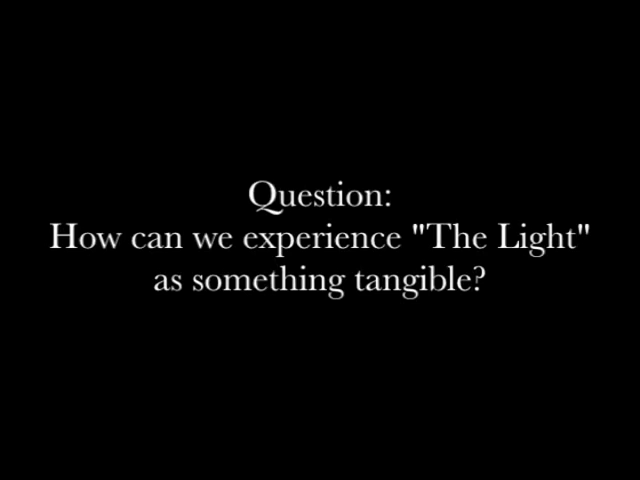 Question:
How can we experience "The Light"
as something tangible?